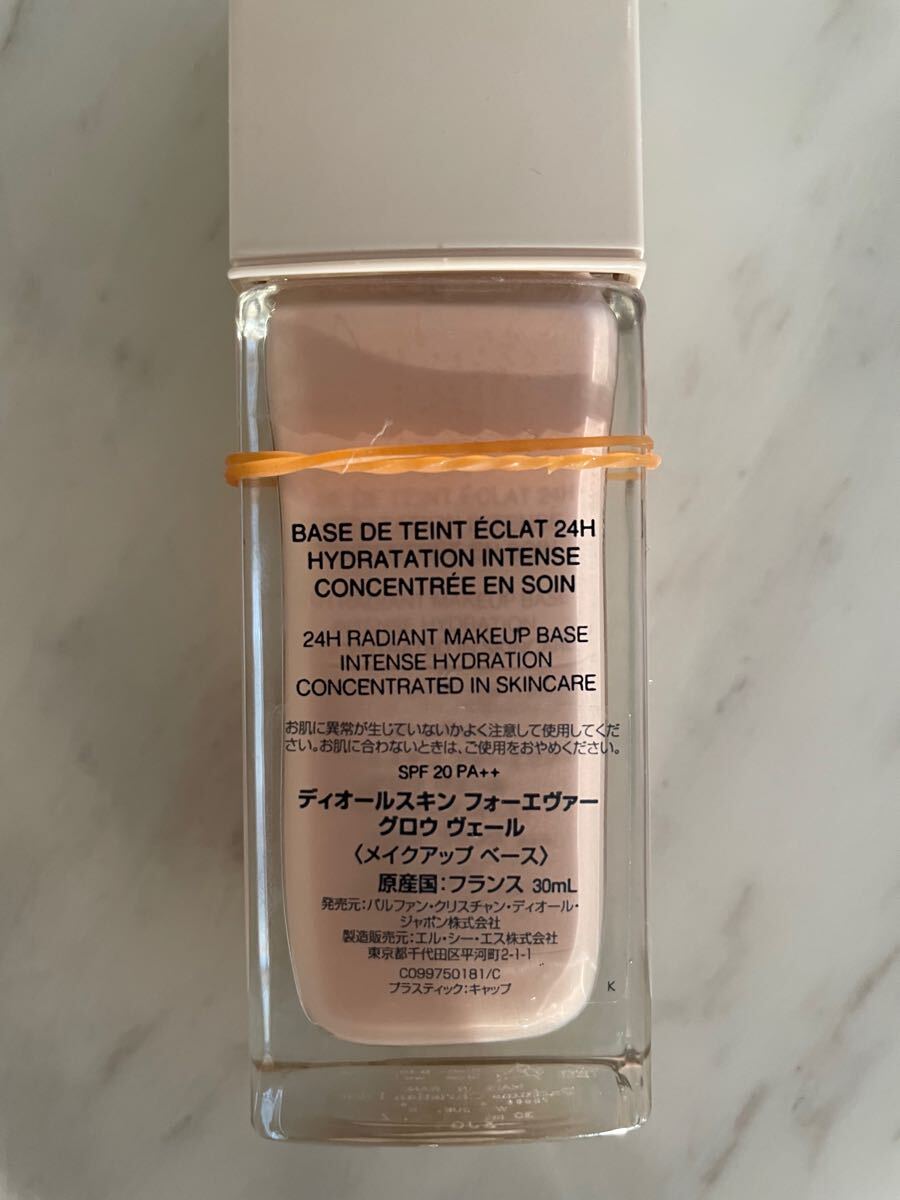 BASE DE TEINT ÉCLAT 24H
HYDRATATION INTENSE
CONCENTRÉE EN SOIN
24H RADIANT MAKEUP BASE
INTENSE HYDRATION
CONCENTRATED IN SKINCARE
お肌に異常が生じていないかよく注意して使用してくだ
さい。お肌に合わないときは、ご使用をおやめください。
SPF 20 PA++
ディオールスキン フォーエヴァー
グロウ ヴェール
〈メイクアップ ベース〉
原産国:フランス 30mL
発売元:パルファン・クリスチャン・ディオール・
ジャポン株式会社
製造販売元:エル・シー・エス株式会社
東京都千代田区平河町2-1-1
C099750181/C
プラスティック:キャップ
K